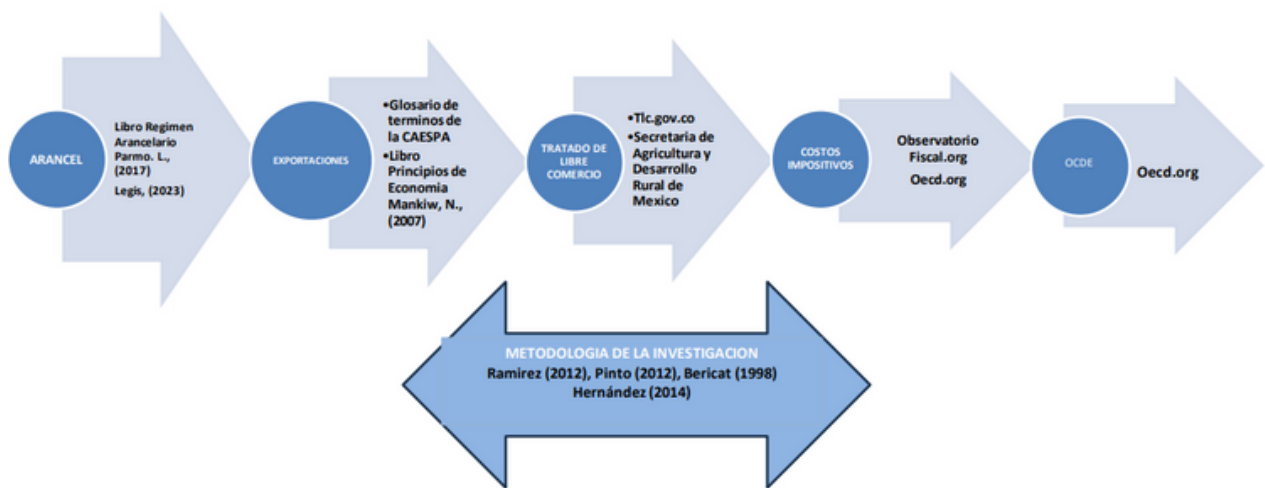 ARANCEL
Libro Regimen
Arancelario
Parmo. L.,
(2017)
Legis, (2023)
EXPORTACIONES
•Glosario de
terminos de
la CAESPA
•Libro
Principios de
Economia
Mankiw, N.,
(2007)
TRATADO DE
LIBRE
COMERCIO
•Tlc.gov.co
•Secretaria de
Agricultura y
Desarrollo
Rural de
Mexico
COSTOS
IMPOSITIVOS
Observatorio
Fiscal.org
Oecd.org
OCDE
Oecd.org
METODOLOGIA DE LA INVESTIGACION
Ramirez (2012), Pinto (2012), Bericat (1998)
Hernández (2014)